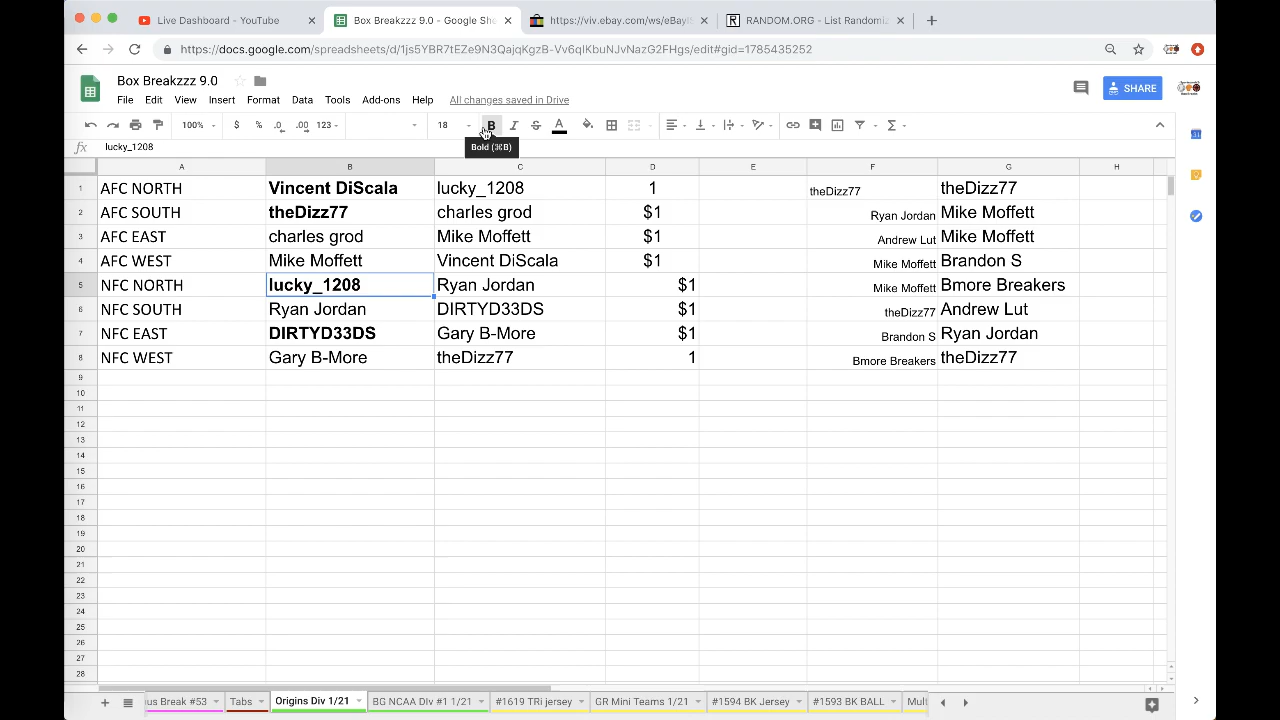 Live Dashboard - YouTube
Box Breakzzz 9.0 - Google She
https://viv.ebay.com/ws/eBayI
RANDOM.ORG - List Randomiz
https://docs.google.com/spreadsheets/d/1js5YBR7tEZe9N3QajqKgzB-Vv6qlKbuNJvNazG2FHgs/edit#gid=1785435252
Box Breakzzz 9.0
File Edit View Insert Format Data Tools Add-ons Help All changes saved in Drive
SHARE
100% $ % .0 .00 123 18 B I S A Σ
Bold (⌘B)
fx lucky_1208
A B C D E F G H
1 AFC NORTH Vincent DiScala lucky_1208 1 theDizz77 theDizz77
2 AFC SOUTH theDizz77 charles grod $1 Ryan Jordan Mike Moffett
3 AFC EAST charles grod Mike Moffett $1 Andrew Lut Mike Moffett
4 AFC WEST Mike Moffett Vincent DiScala $1 Mike Moffett Brandon S
5 NFC NORTH lucky_1208 Ryan Jordan $1 Mike Moffett Bmore Breakers
6 NFC SOUTH Ryan Jordan DIRTYD33DS $1 theDizz77 Andrew Lut
7 NFC EAST DIRTYD33DS Gary B-More $1 Brandon S Ryan Jordan
8 NFC WEST Gary B-More theDizz77 1 Bmore Breakers theDizz77
9
10
11
12
13
14
15
16
17
18
19
20
21
22
23
24
25
26
27
28
us Break #53 Tabs Origins Div 1/21 BG NCAA DIv #1 1/21 #1619 TRi jersey GR Mini Teams 1/21 #1594 BK Jersey #1593 BK BALL Mult